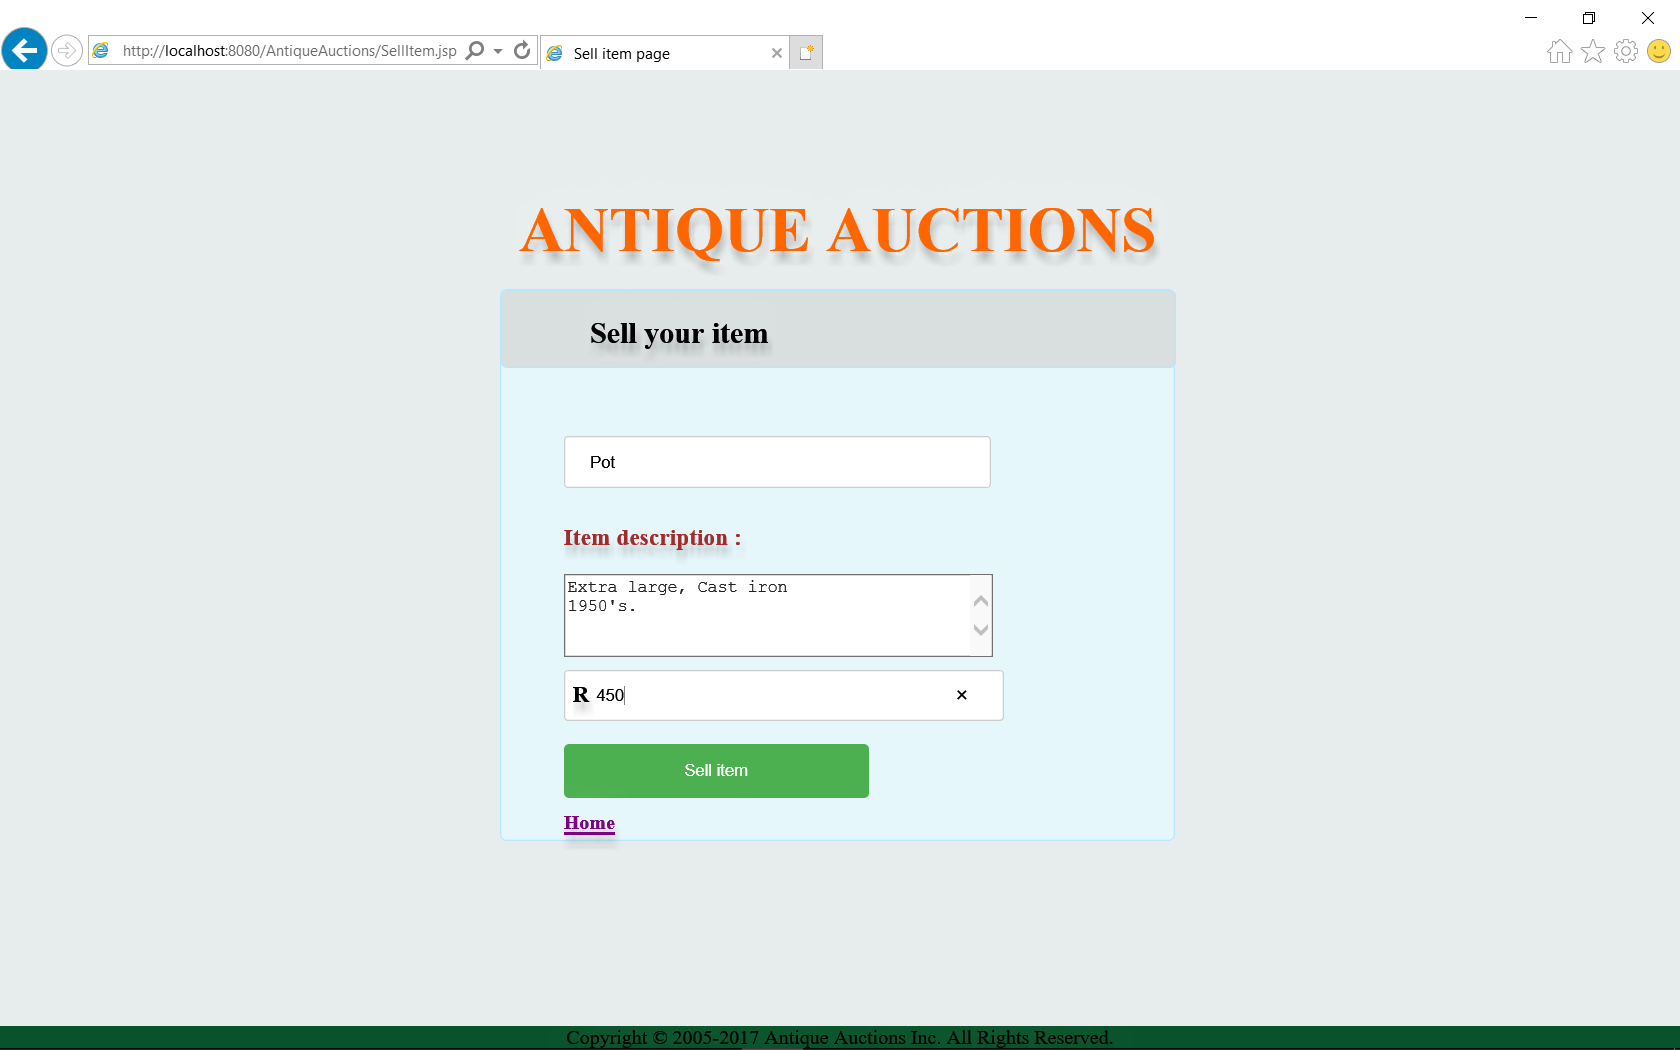 http://localhost:8080/AntiqueAuctions/SellItem.jsp
Sell item page
ANTIQUE AUCTIONS
Sell your item
Pot
Item description :
Extra large, Cast iron
1950's.
R 450
Sell item
Home
Copyright © 2005-2017 Antique Auctions Inc. All Rights Reserved.